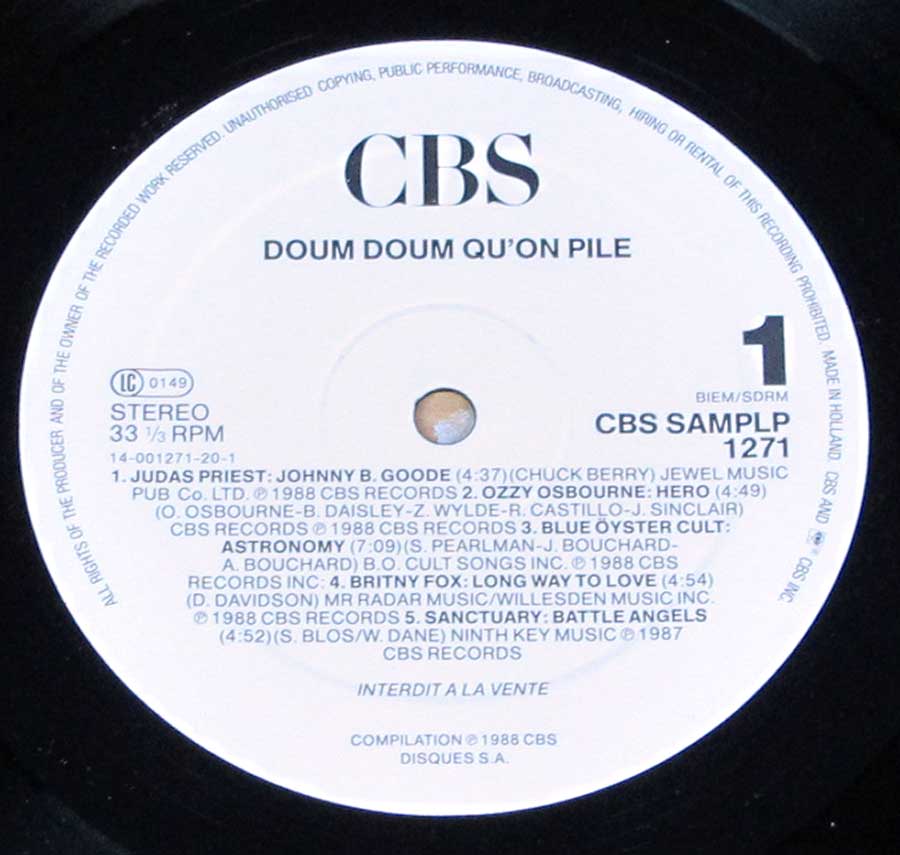 ALL RIGHTS OF THE PRODUCER AND OF THE OWNER OF THE RECORDED WORK RESERVED. UNAUTHORISED COPYING, PUBLIC PERFORMANCE, BROADCASTING, HIRING OR RENTAL OF THIS RECORDING PROHIBITED. MADE IN HOLLAND. CBS AND ® CBS INC.
CBS
DOUM DOUM QU'ON PILE
1
LC 0149
BIEM/SDRM
STEREO
CBS SAMPLP
33 ⅓ RPM
1271
14-001271-20-1
1. JUDAS PRIEST: JOHNNY B. GOODE (4:37)(CHUCK BERRY) JEWEL MUSIC
PUB Co. LTD. ℗ 1988 CBS RECORDS 2. OZZY OSBOURNE: HERO (4:49)
(O. OSBOURNE-B. DAISLEY-Z. WYLDE-R. CASTILLO-J. SINCLAIR)
CBS RECORDS ℗ 1988 CBS RECORDS 3. BLUE ÖYSTER CULT:
ASTRONOMY (7:09)(S. PEARLMAN-J. BOUCHARD-
A. BOUCHARD) B.O. CULT SONGS INC. ℗ 1988 CBS
RECORDS INC. 4. BRITNY FOX: LONG WAY TO LOVE (4:54)
(D. DAVIDSON) MR RADAR MUSIC/WILLESDEN MUSIC INC.
℗ 1988 CBS RECORDS 5. SANCTUARY: BATTLE ANGELS
(4:52)(S. BLOS/W. DANE) NINTH KEY MUSIC ℗ 1987
CBS RECORDS
INTERDIT A LA VENTE
COMPILATION ℗ 1988 CBS
DISQUES S.A.